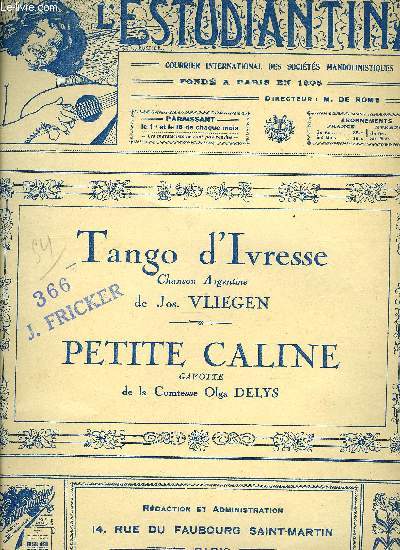 L'ESTUDIANTINA
COURRIER INTERNATIONAL DES SOCIÉTÉS MANDOLINISTIQUES
FONDÉ A PARIS EN 1905
DIRECTEUR : M. DE ROME
PARAISSANT
le 1er et le 15 de chaque mois
ABONNEMENTS
Tango d'Ivresse
Chanson Argentine
de Jos. VLIEGEN
54
366
J. FRICKER
PETITE CALINE
GAVOTTE
de la Comtesse Olga DELYS
RÉDACTION ET ADMINISTRATION
14, RUE DU FAUBOURG SAINT-MARTIN
PARIS